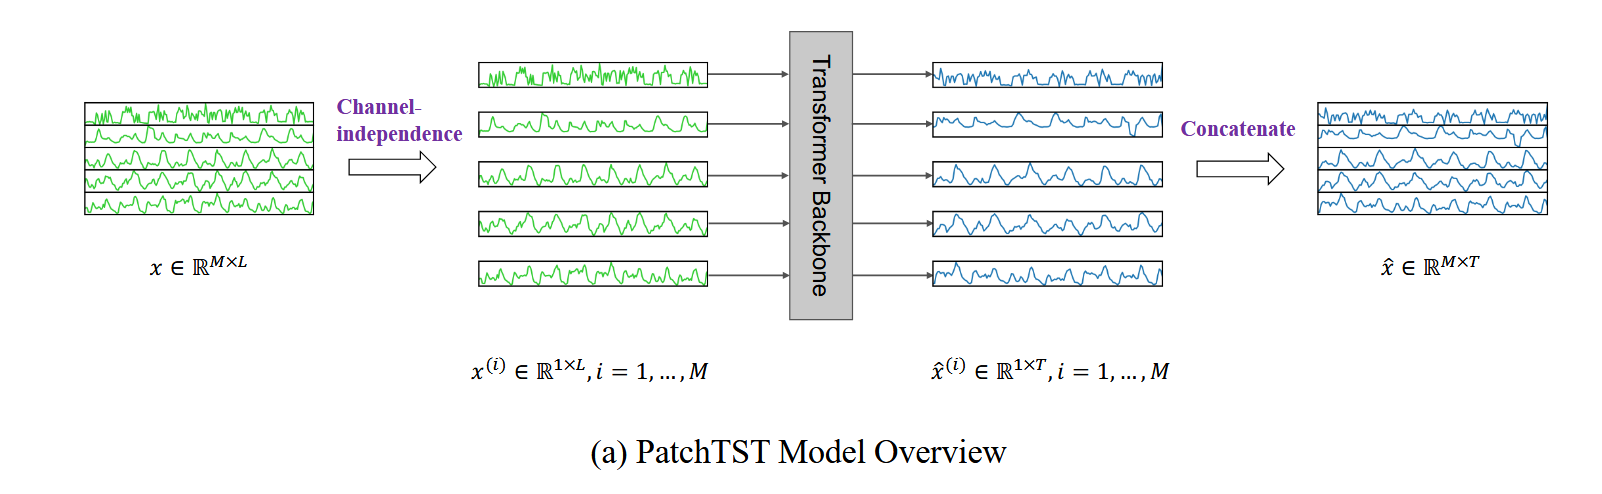 Channel-
independence
x ∈ ℝ^{M×L}
x^{(i)} ∈ ℝ^{1×L}, i = 1, … , M
Transformer Backbone
x̂^{(i)} ∈ ℝ^{1×T}, i = 1, … , M
Concatenate
x̂ ∈ ℝ^{M×T}
(a) PatchTST Model Overview